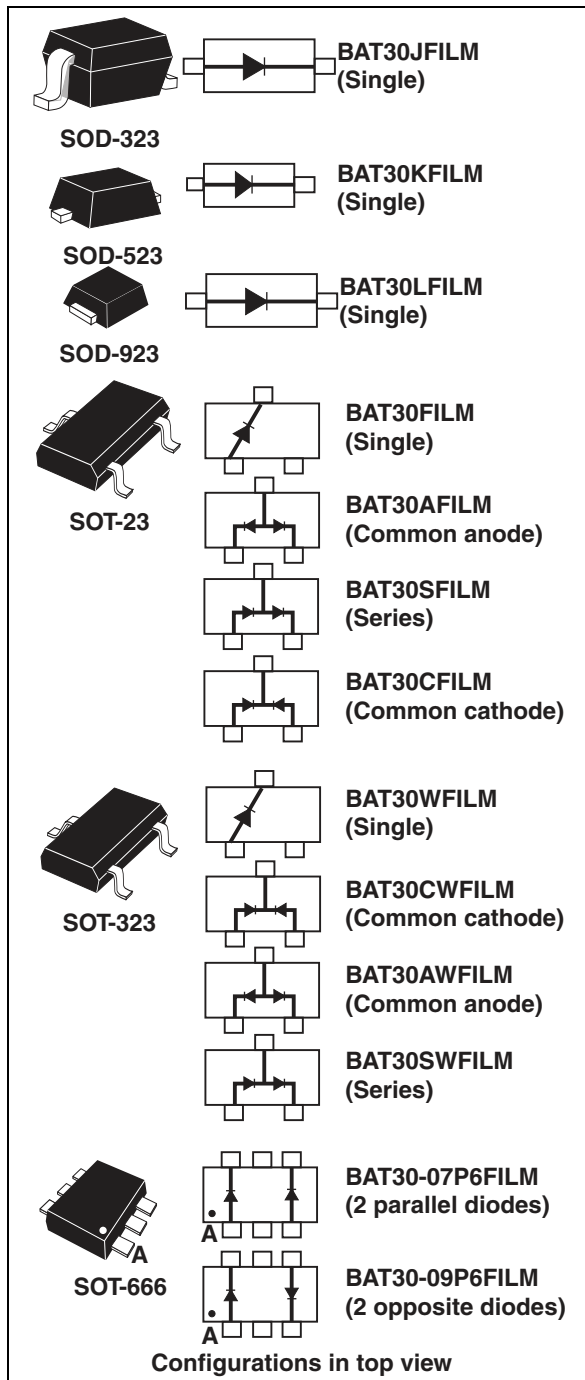 BAT30JFILM
(Single)
SOD-323
BAT30KFILM
(Single)
SOD-523
BAT30LFILM
(Single)
SOD-923
BAT30FILM
(Single)
SOT-23
BAT30AFILM
(Common anode)
BAT30SFILM
(Series)
BAT30CFILM
(Common cathode)
BAT30WFILM
(Single)
SOT-323
BAT30CWFILM
(Common cathode)
BAT30AWFILM
(Common anode)
BAT30SWFILM
(Series)
BAT30-07P6FILM
(2 parallel diodes)
A
A
SOT-666
BAT30-09P6FILM
(2 opposite diodes)
A
Configurations in top view